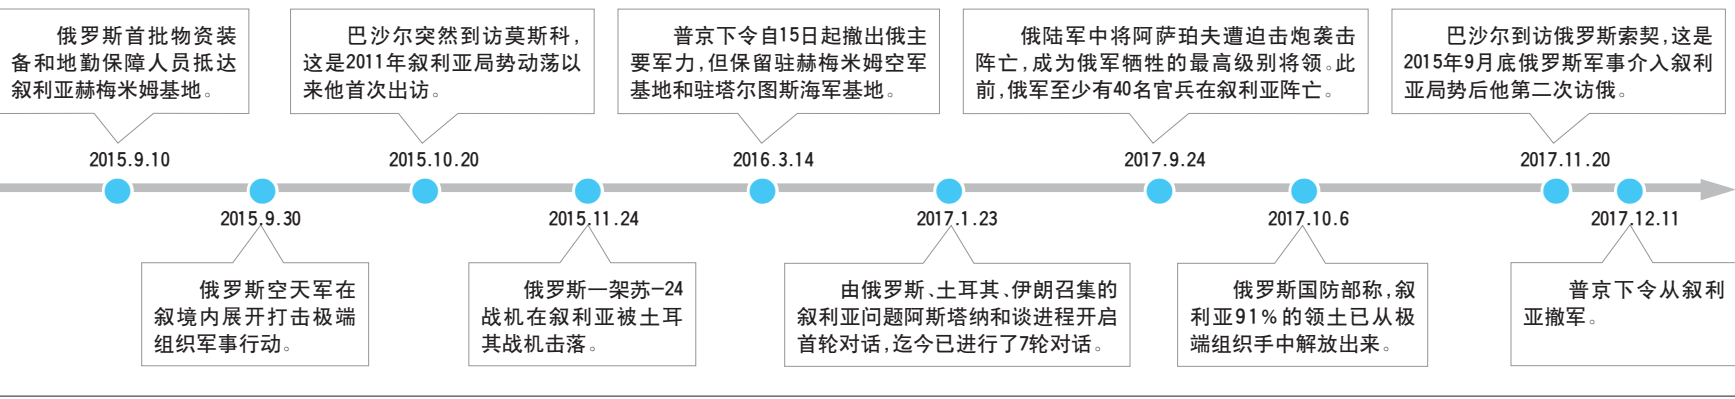 俄罗斯首批物资装
备和地勤保障人员抵达
叙利亚赫梅米姆基地。
2015.9.10
俄罗斯空天军在
叙境内展开打击极端
组织军事行动。
2015.9.30
巴沙尔突然到访莫斯科，
这是2011年叙利亚局势动荡以
来他首次出访。
2015.10.20
俄罗斯一架苏-24
战机在叙利亚被土耳
其战机击落。
2015.11.24
普京下令自15日起撤出俄主
要军力，但保留驻赫梅米姆空军
基地和驻塔尔图斯海军基地。
2016.3.14
由俄罗斯、土耳其、伊朗召集的
叙利亚问题阿斯塔纳和谈进程开启
首轮对话，迄今已进行了7轮对话。
2017.1.23
俄陆军中将阿萨珀夫遭迫击炮袭击
阵亡，成为俄军牺牲的最高级别将领。此
前，俄军至少有40名官兵在叙利亚阵亡。
2017.9.24
俄罗斯国防部称，叙
利亚91%的领土已从极
端组织手中解放出来。
2017.10.6
巴沙尔到访俄罗斯索契，这是
2015年9月底俄罗斯军事介入叙利
亚局势后他第二次访俄。
2017.11.20
普京下令从叙利
亚撤军。
2017.12.11